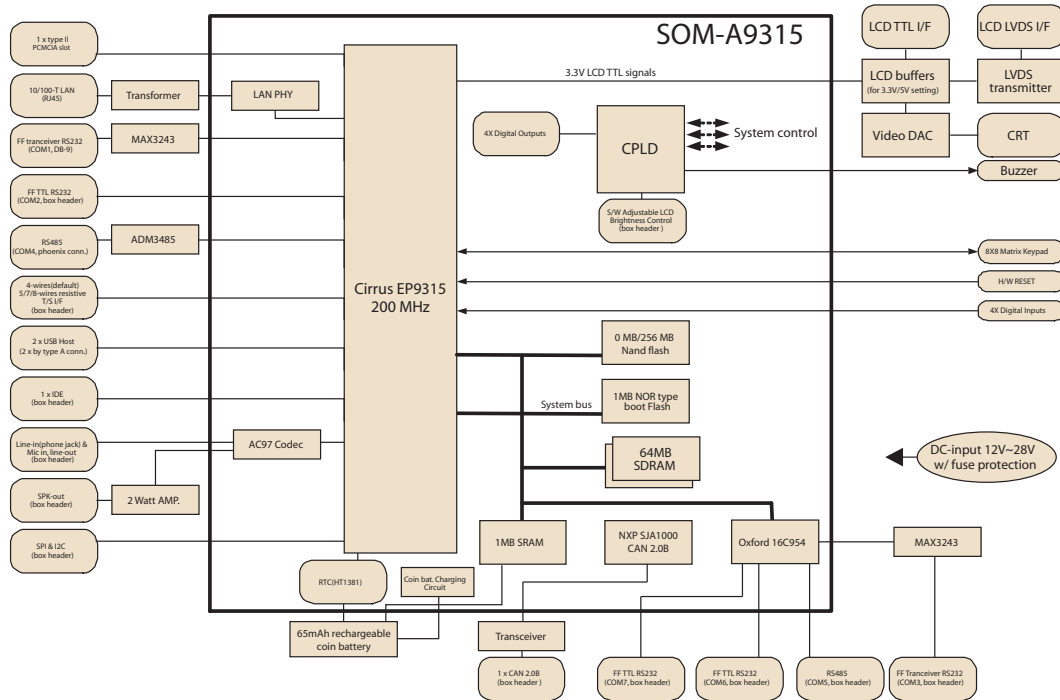 SOM-A9315
1 x type II
PCMCIA slot
10/100-T LAN
(RJ45)
Transformer
LAN PHY
FF tranceiver RS232
(COM1, DB-9)
MAX3243
FF TTL RS232
(COM2, box header)
RS485
(COM4, phoenix conn.)
ADM3485
4-wires(default)
5/7/8-wires resistive
T/S I/F
(box header)
2 x USB Host
(2 x by type A conn.)
1 x IDE
(box header)
Line-in(phone jack) &
Mic in, line-out
(box header)
AC97 Codec
SPK-out
(box header)
2 Watt AMP.
SPI & I2C
(box header)
Cirrus EP9315
200 MHz
3.3V LCD TTL signals
4X Digital Outputs
CPLD
System control
S/W Adjustable LCD
Brightness Control
(box header )
LCD TTL I/F
LCD LVDS I/F
LCD buffers
(for 3.3V/5V setting)
LVDS
transmitter
Video DAC
CRT
Buzzer
8X8 Matrix Keypad
H/W RESET
4X Digital Inputs
0 MB/256 MB
Nand flash
System bus
1MB NOR type
boot Flash
64MB
SDRAM
DC-input 12V~28V
w/ fuse protection
1MB SRAM
NXP SJA1000
CAN 2.0B
Oxford 16C954
MAX3243
RTC(HT1381)
Coin bat. Charging
Circuit
65mAh rechargeable
coin battery
Transceiver
1 x CAN 2.0B
(box header )
FF TTL RS232
(COM7, box header)
FF TTL RS232
(COM6, box header)
RS485
(COM5, box header)
FF Tranceiver RS232
(COM3, box header)